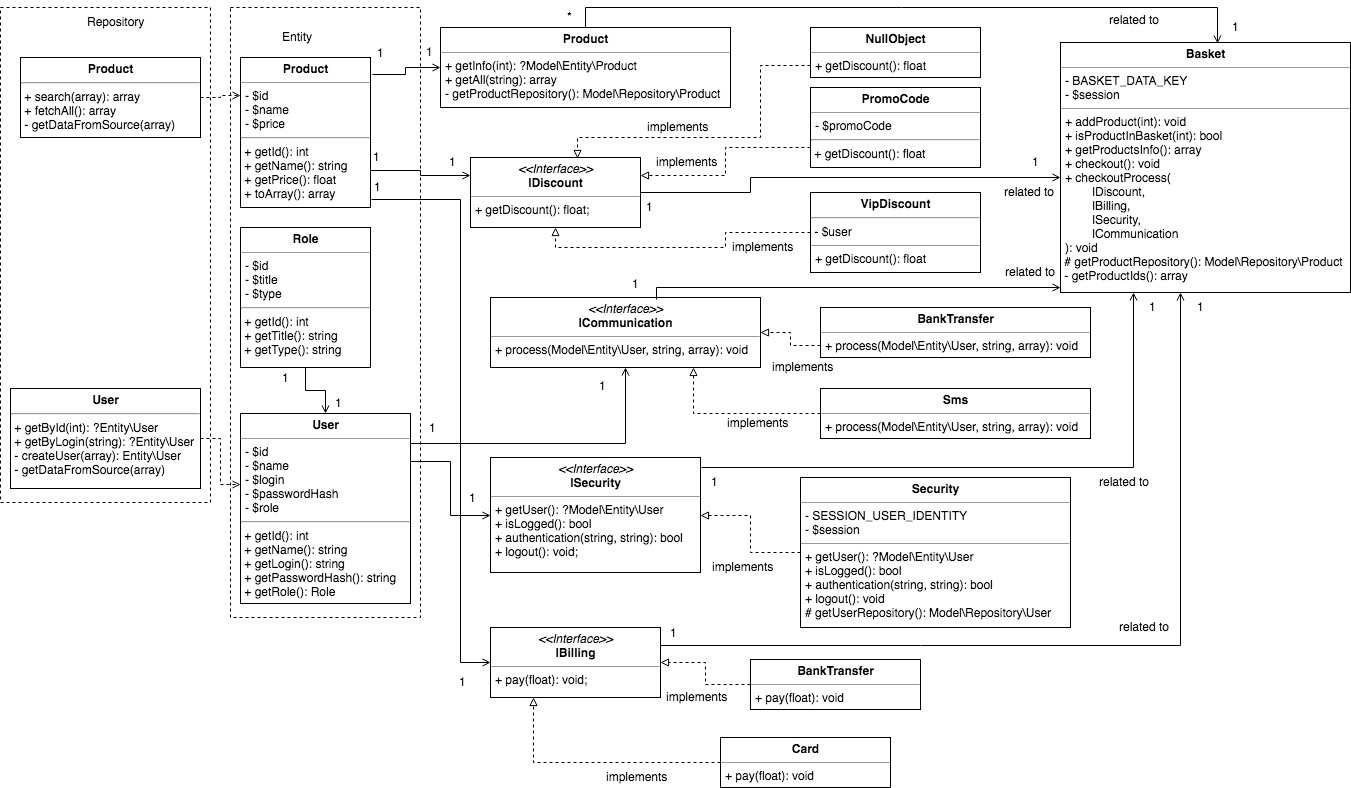 Repository
Product
+ search(array): array
+ fetchAll(): array
- getDataFromSource(array)
User
+ getById(int): ?Entity\User
+ getByLogin(string): ?Entity\User
- createUser(array): Entity\User
- getDataFromSource(array)
Entity
Product
- $id
- $name
- $price
+ getId(): int
+ getName(): string
+ getPrice(): float
+ toArray(): array
Role
- $id
- $title
- $type
+ getId(): int
+ getTitle(): string
+ getType(): string
1
1
User
- $id
- $name
- $login
- $passwordHash
- $role
+ getId(): int
+ getName(): string
+ getLogin(): string
+ getPasswordHash(): string
+ getRole(): Role
1
1
1
1
1
*
Product
+ getInfo(int): ?Model\Entity\Product
+ getAll(string): array
- getProductRepository(): Model\Repository\Product
related to
1
NullObject
+ getDiscount(): float
implements
PromoCode
- $promoCode
+ getDiscount(): float
implements
<<Interface>>
IDiscount
+ getDiscount(): float;
1
1
related to
VipDiscount
- $user
+ getDiscount(): float
implements
Basket
- BASKET_DATA_KEY
- $session
+ addProduct(int): void
+ isProductInBasket(int): bool
+ getProductsInfo(): array
+ checkout(): void
+ checkoutProcess(
IDiscount,
IBilling,
ISecurity,
ICommunication
): void
# getProductRepository(): Model\Repository\Product
- getProductIds(): array
related to
1
1
1
<<Interface>>
ICommunication
+ process(Model\Entity\User, string, array): void
BankTransfer
+ process(Model\Entity\User, string, array): void
implements
1
1
Sms
+ process(Model\Entity\User, string, array): void
implements
<<Interface>>
ISecurity
+ getUser(): ?Model\Entity\User
+ isLogged(): bool
+ authentication(string, string): bool
+ logout(): void;
1
1
related to
Security
- SESSION_USER_IDENTITY
- $session
+ getUser(): ?Model\Entity\User
+ isLogged(): bool
+ authentication(string, string): bool
+ logout(): void
# getUserRepository(): Model\Repository\User
implements
<<Interface>>
IBilling
+ pay(float): void;
1
1
related to
BankTransfer
+ pay(float): void
implements
Card
+ pay(float): void
implements